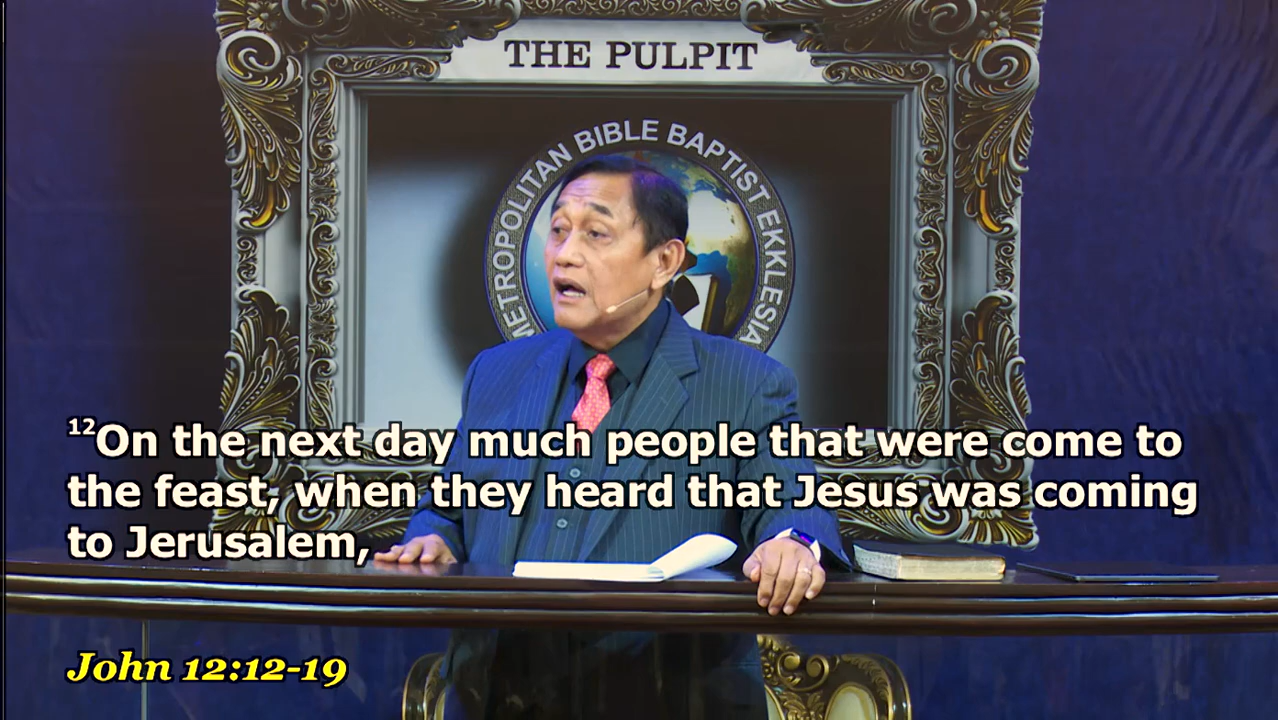 THE PULPIT
METROPOLITAN BIBLE BAPTIST EKKLESIA
¹²On the next day much people that were come to
the feast, when they heard that Jesus was coming
to Jerusalem,
John 12:12-19